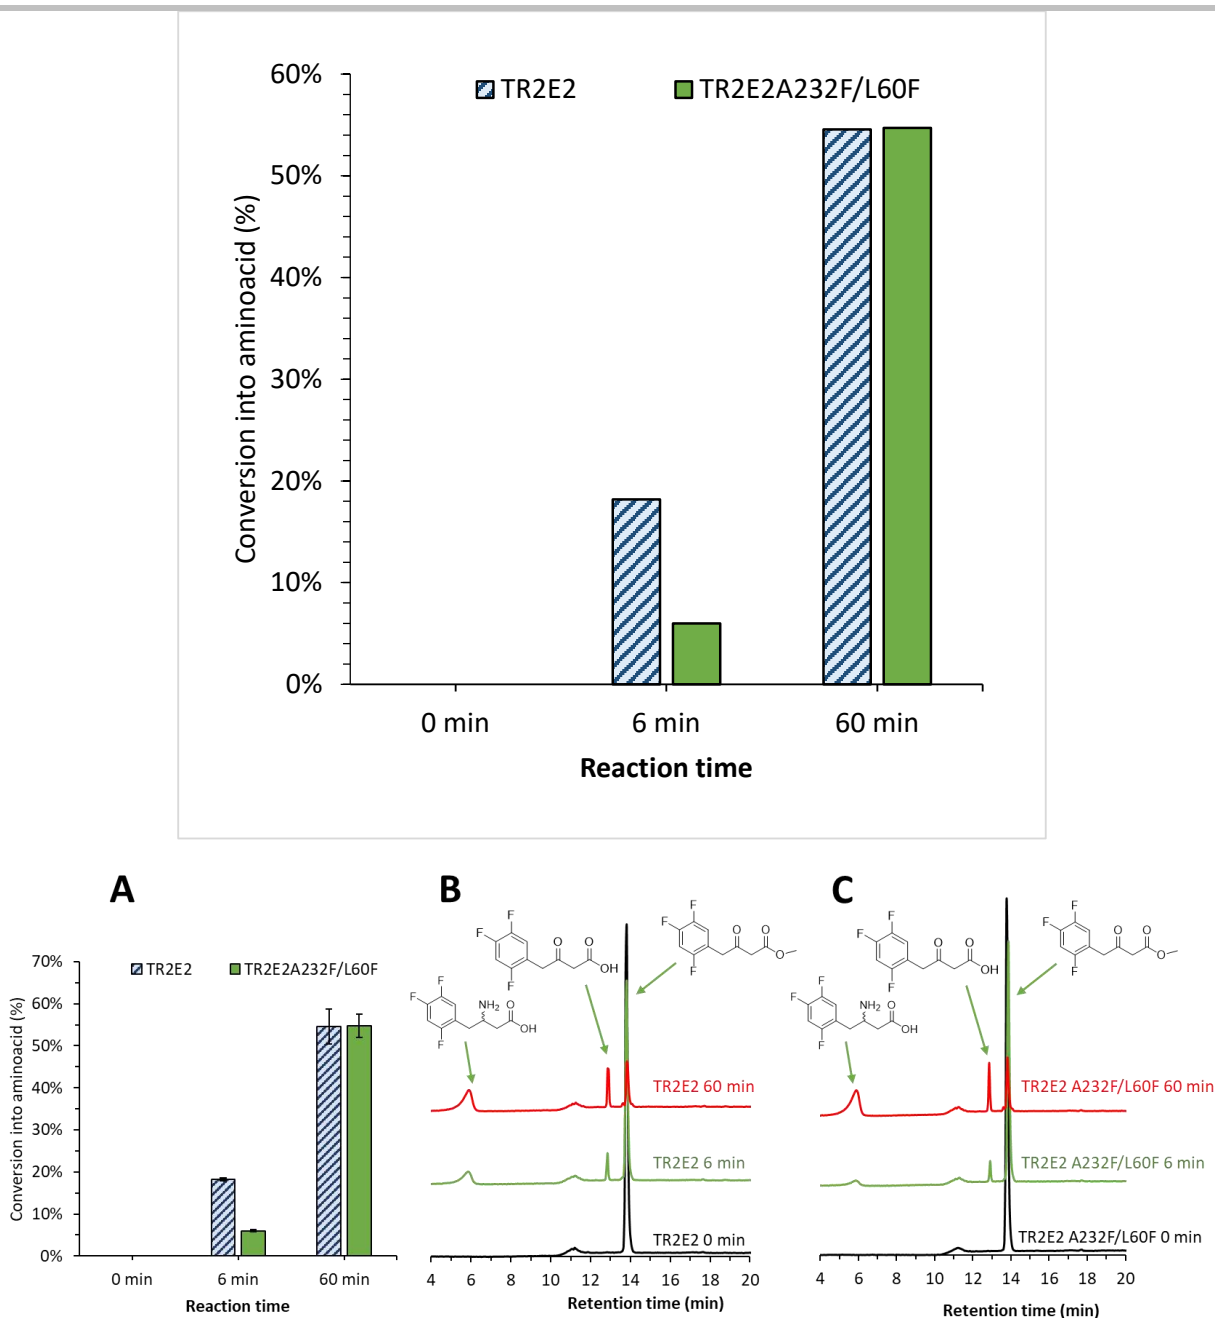 TR2E2 TR2E2A232F/L60F
60%
50%
40%
30%
20%
10%
0%
Conversion into aminoacid (%)
0 min 6 min 60 min
Reaction time
A
TR2E2 TR2E2A232F/L60F
70%
60%
50%
40%
30%
20%
10%
0%
Conversion into aminoacid (%)
0 min 6 min 60 min
Reaction time
B
F
F
F
O
O
OH
F
F
F
O
O
O
F
F
F
NH2
O
OH
TR2E2 60 min
TR2E2 6 min
TR2E2 0 min
4 6 8 10 12 14 16 18 20
Retention time (min)
C
F
F
F
O
O
OH
F
F
F
O
O
O
F
F
F
NH2
O
OH
TR2E2 A232F/L60F 60 min
TR2E2 A232F/L60F 6 min
TR2E2 A232F/L60F 0 min
4 6 8 10 12 14 16 18 20
Retention time (min)